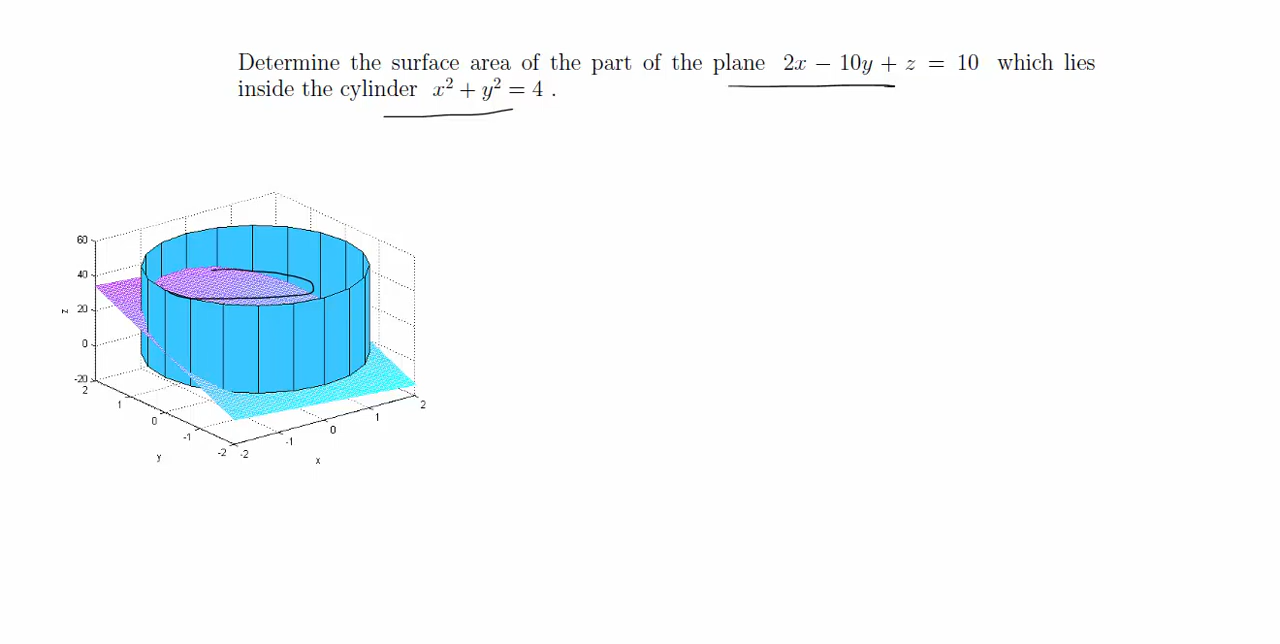 Determine the surface area of the part of the plane 2x − 10y + z = 10 which lies
inside the cylinder x² + y² = 4 .
60
40
z 20
0
-20
2
1
0
-1
-2
y
-2
-1
0
1
2
x